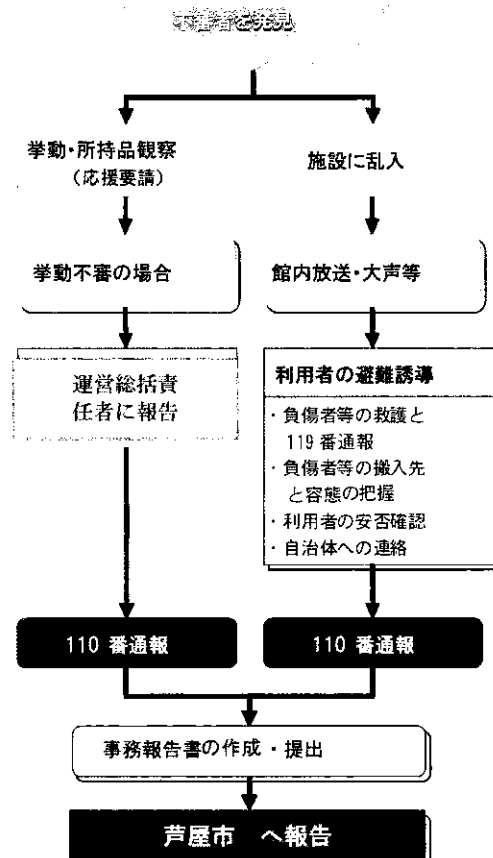 不審者を発見
挙動・所持品観察
(応援要請)
施設に乱入
挙動不審の場合
館内放送・大声等
運営総括責
任者に報告
利用者の避難誘導
・負傷者等の救護と
119 番通報
・負傷者等の搬入先
と容態の把握
・利用者の安否確認
・自治体への連絡
110 番通報
110 番通報
事務報告書の作成・提出
芦屋市 へ報告